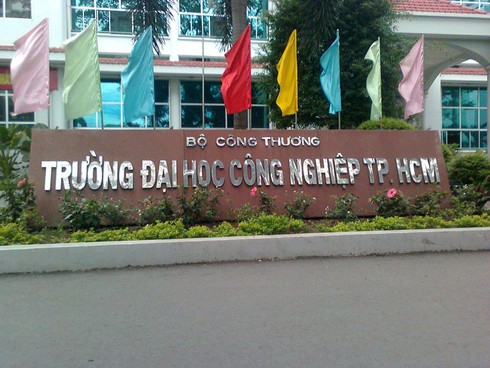 BỘ CÔNG THƯƠNG
TRƯỜNG ĐẠI HỌC CÔNG NGHIỆP TP. HCM